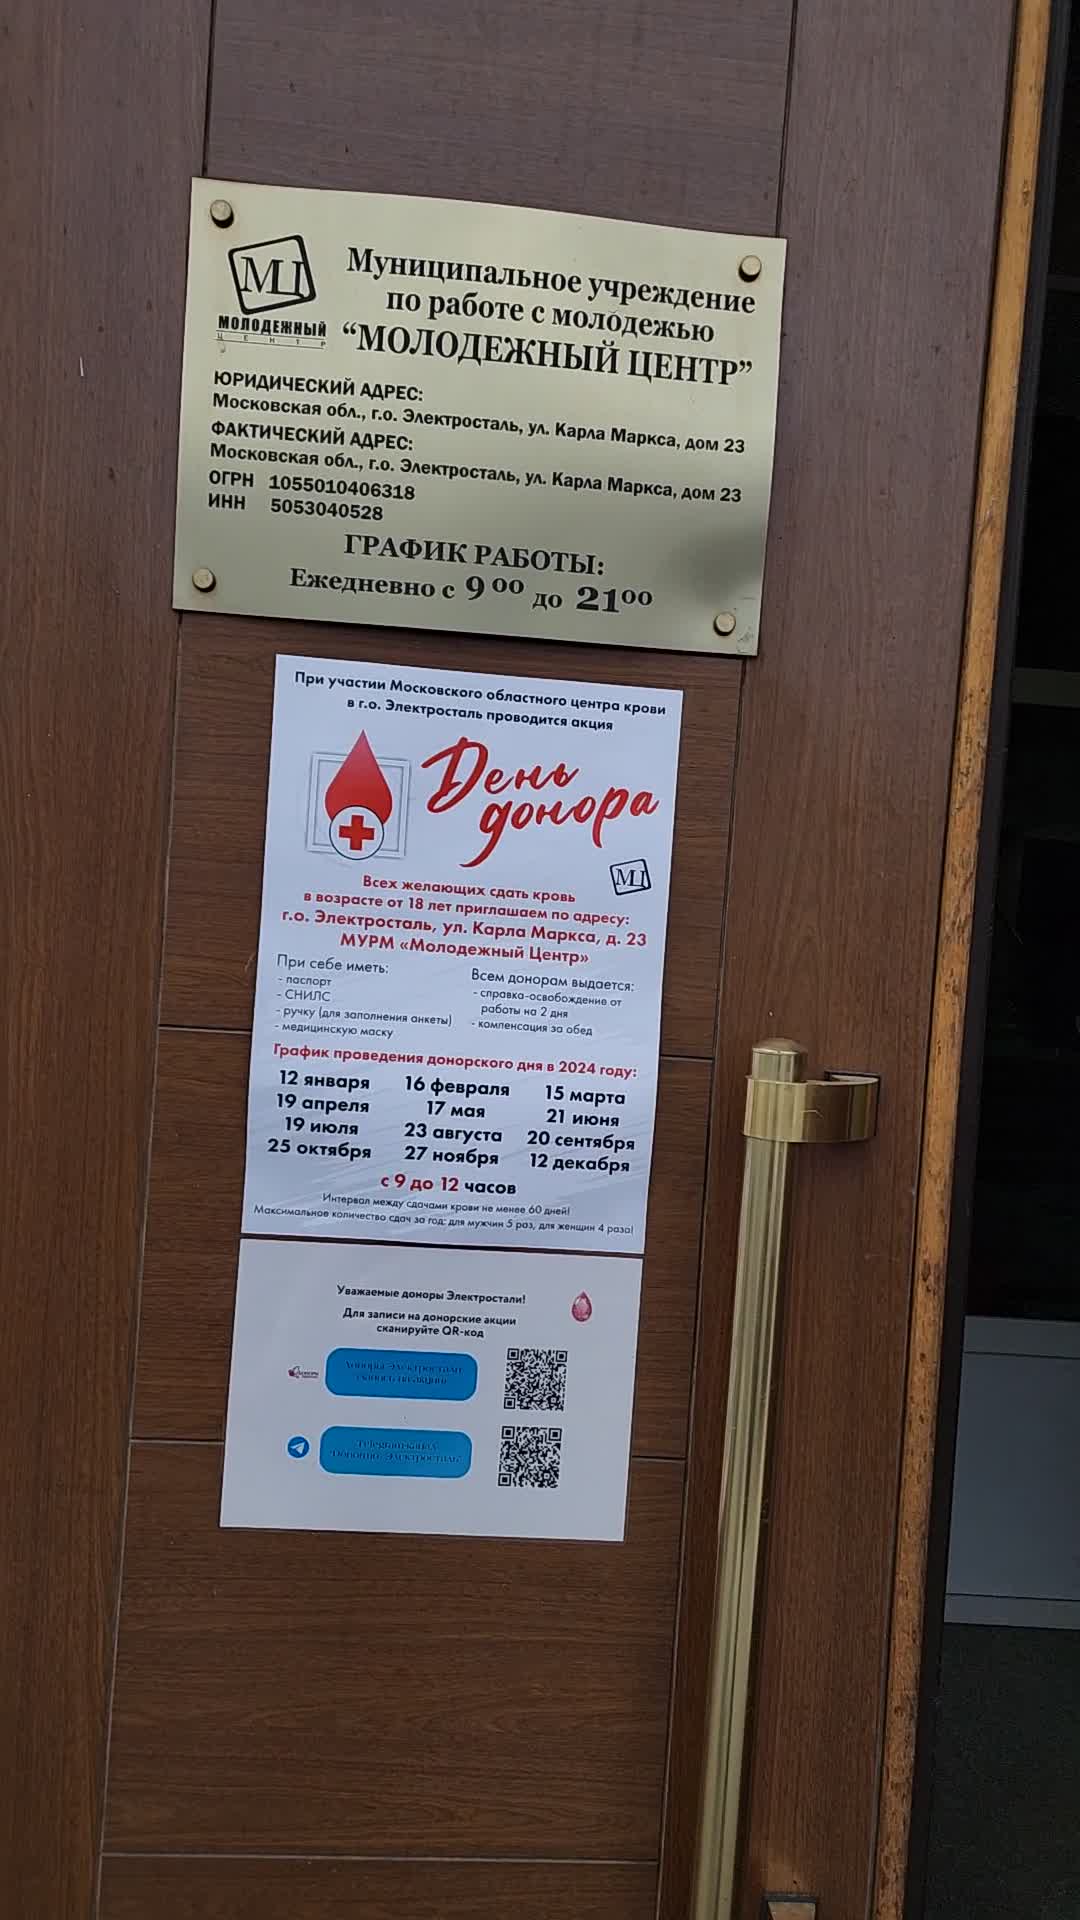 МЦ
МОЛОДЕЖНЫЙ
ЦЕНТР
Муниципальное учреждение
по работе с молодежью
“МОЛОДЕЖНЫЙ ЦЕНТР”
ЮРИДИЧЕСКИЙ АДРЕС:
Московская обл., г.о. Электросталь, ул. Карла Маркса, дом 23
ФАКТИЧЕСКИЙ АДРЕС:
Московская обл., г.о. Электросталь, ул. Карла Маркса, дом 23
ОГРН 1055010406318
ИНН 5053040528
ГРАФИК РАБОТЫ:
Ежедневно с 9 00 до 21 00
При участии Московского областного центра крови
в г.о. Электросталь проводится акция
День
донора
МЦ
Всех желающих сдать кровь
в возрасте от 18 лет приглашаем по адресу:
г.о. Электросталь, ул. Карла Маркса, д. 23
МУРМ «Молодежный Центр»
При себе иметь:
- паспорт
- СНИЛС
- ручку (для заполнения анкеты)
- медицинскую маску
Всем донорам выдается:
- справка-освобождение от
работы на 2 дня
- компенсация за обед
График проведения донорского дня в 2024 году:
12 января 16 февраля 15 марта
19 апреля 17 мая 21 июня
19 июля 23 августа 20 сентября
25 октября 27 ноября 12 декабря
с 9 до 12 часов
Интервал между сдачами крови не менее 60 дней!
Максимальное количество сдач за год: для мужчин 5 раз, для женщин 4 раза!
Уважаемые доноры Электростали!
Для записи на донорские акции
сканируйте QR-код
Доноры Электростали
Telegram-канал
Электросталь"